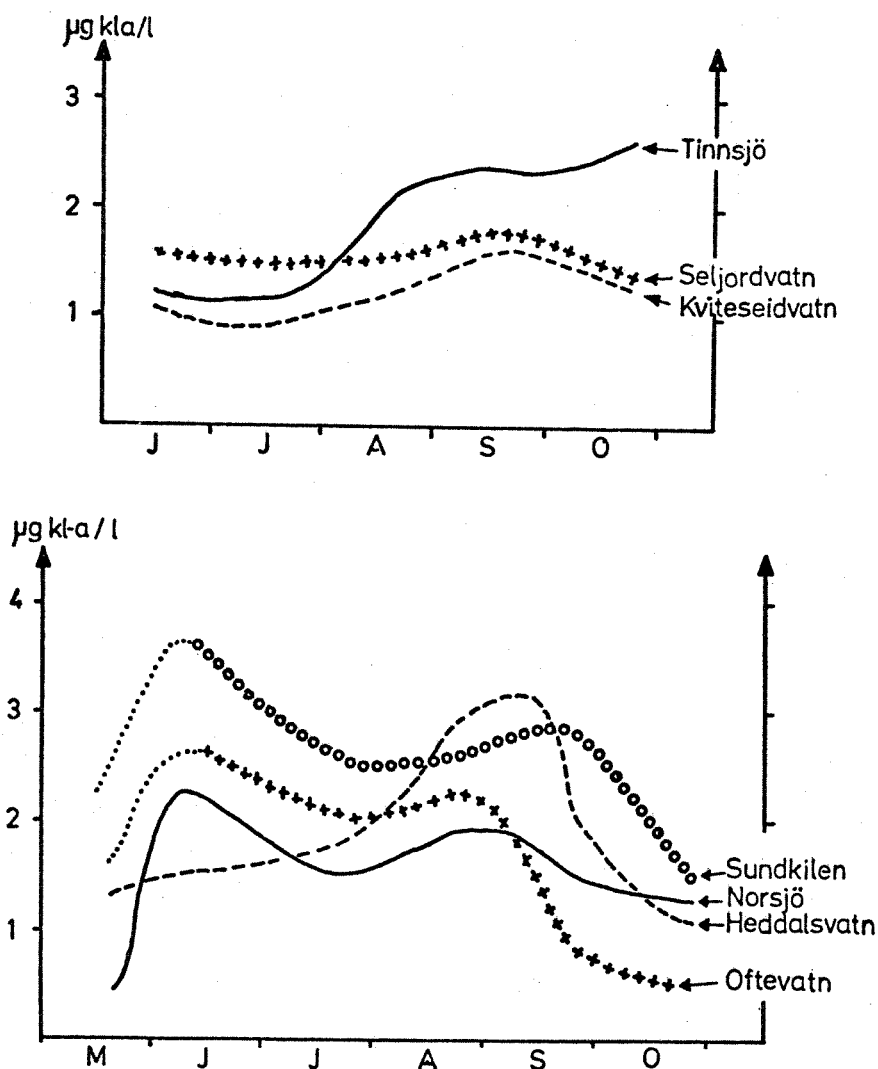 µg kla/l
3
Tinnsjö
2
Seljordvatn
Kviteseidvatn
1
J J A S O
µg kl-a/l
4
3
2
Sundkilen
Norsjö
Heddalsvatn
1
Oftevatn
M J J A S O